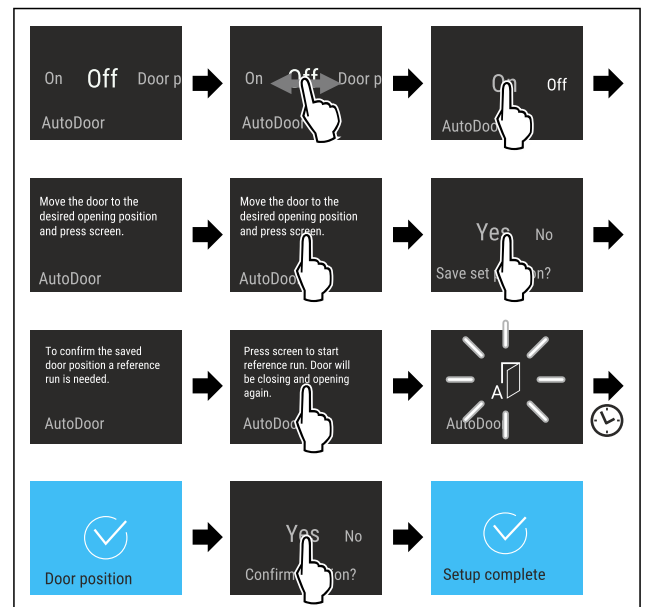 On Off Door p
AutoDoor
On Off Door p
AutoDoor
On Off
AutoDoo
Move the door to the
desired opening position
and press screen.
AutoDoor
Move the door to the
desired opening position
and press screen.
AutoDoo
Yes No
Save set p on?
To confirm the saved
door position a reference
run is needed.
AutoDoor
Press screen to start
reference run. Door will
be closing and opening
again.
AutoDoo
A
AutoDoo
Door position
Yes No
Confirm on?
Setup complete